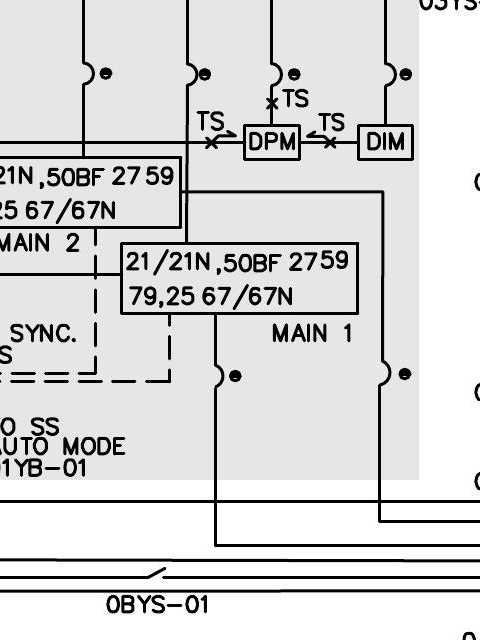 03YS-
TS
TS
TS
DPM
DIM
21N,50BF 2759
25 67/67N
MAIN 2
21/21N,50BF 2759
79,25 67/67N
MAIN 1
SYNC.
S
O SS
AUTO MODE
01YB-01
0BYS-01